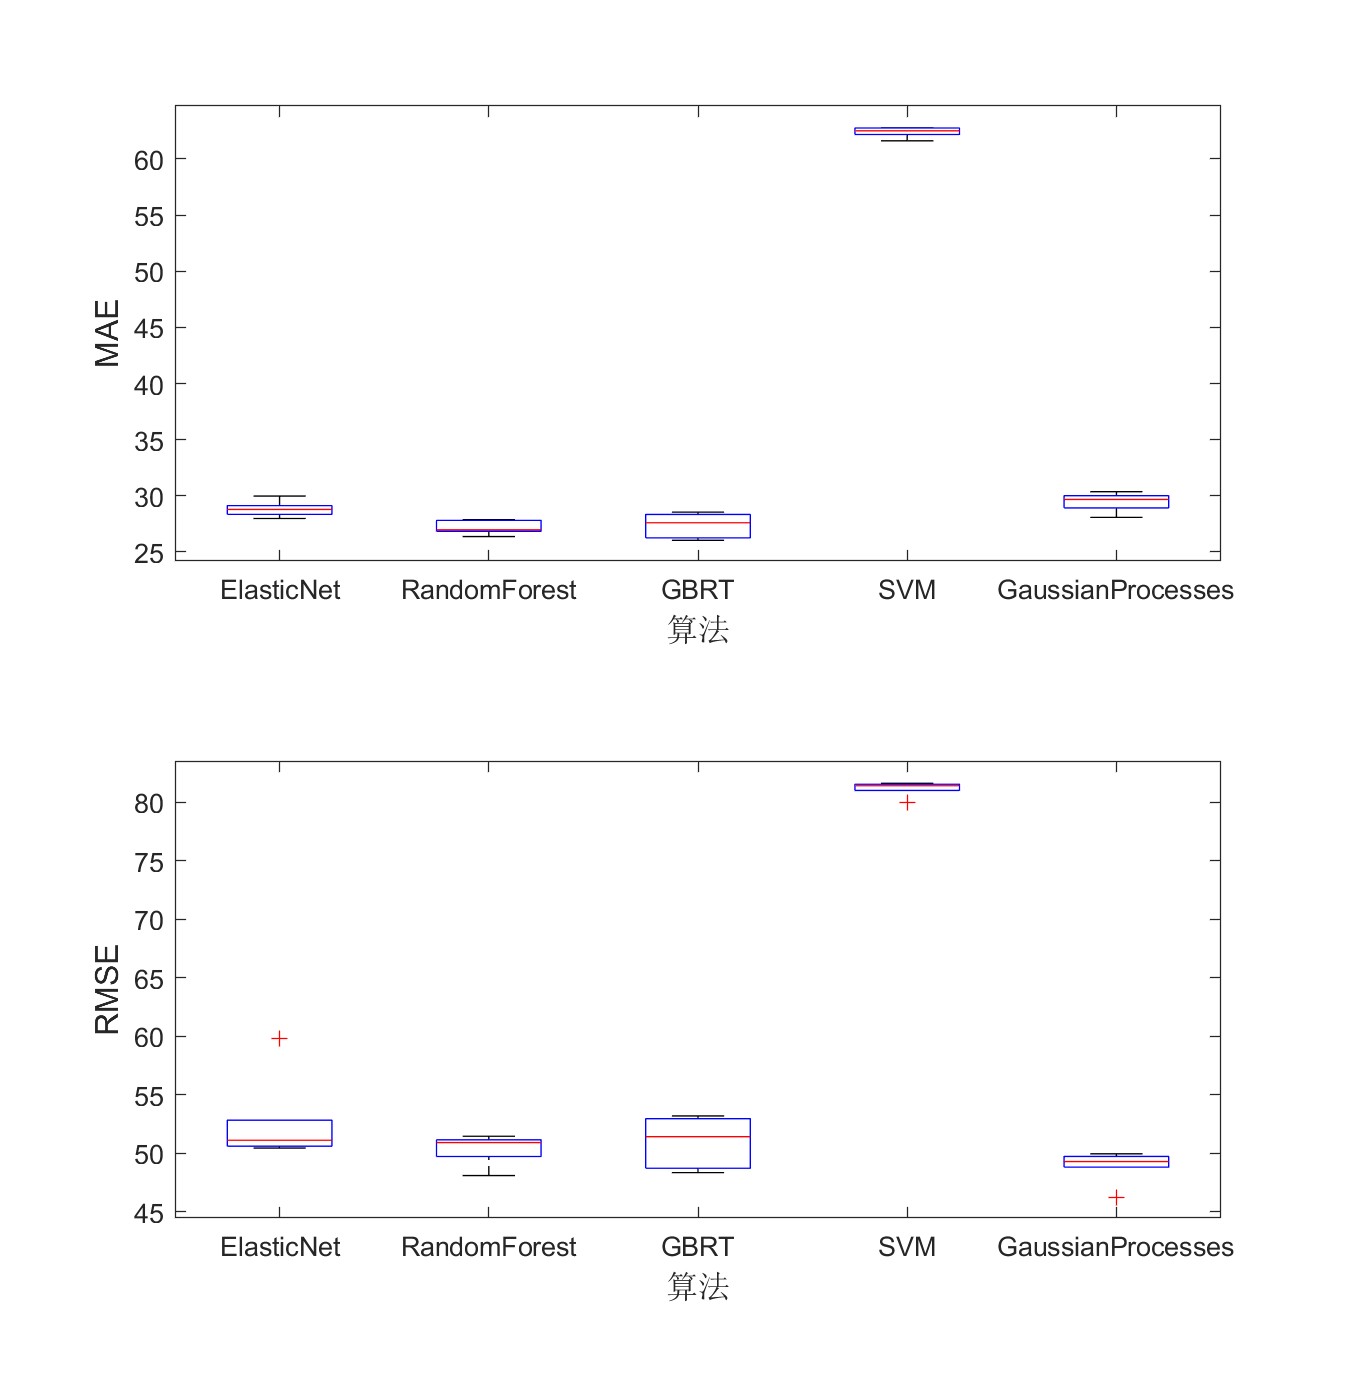 MAE
60
55
50
45
40
35
30
25
ElasticNet RandomForest GBRT SVM GaussianProcesses
算法
RMSE
80
75
70
65
60
55
50
45
ElasticNet RandomForest GBRT SVM GaussianProcesses
算法